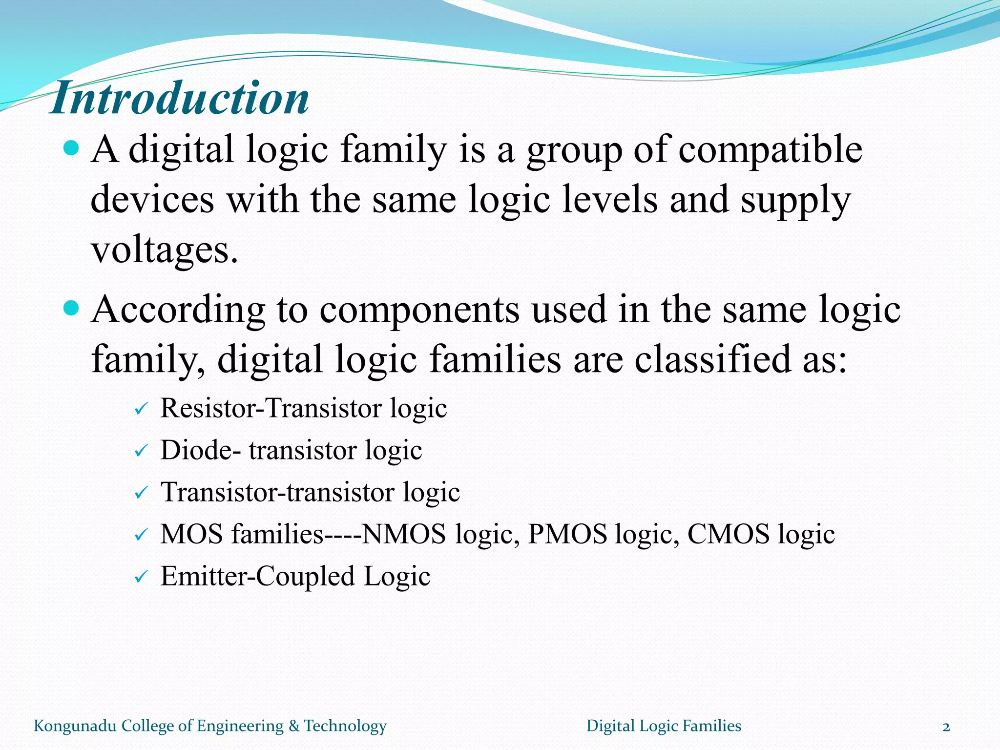 Introduction
• A digital logic family is a group of compatible
devices with the same logic levels and supply
voltages.
• According to components used in the same logic
family, digital logic families are classified as:
✓ Resistor-Transistor logic
✓ Diode- transistor logic
✓ Transistor-transistor logic
✓ MOS families----NMOS logic, PMOS logic, CMOS logic
✓ Emitter-Coupled Logic
Kongunadu College of Engineering & Technology Digital Logic Families 2